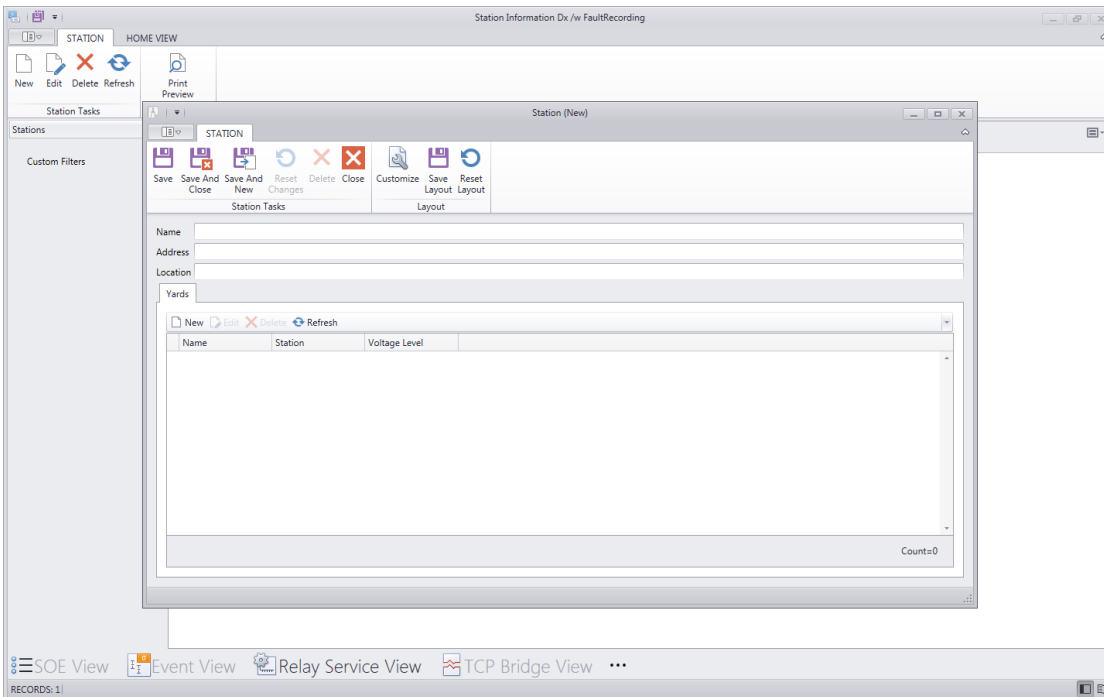 Station Information Dx /w FaultRecording
STATION HOME VIEW
New Edit Delete Refresh Print Preview
Station Tasks
Stations
Custom Filters
Station (New)
STATION
Save Save And Close Save And New Reset Changes Delete Close Customize Save Layout Reset Layout
Station Tasks Layout
Name
Address
Location
Yards
New Edit Delete Refresh
Name Station Voltage Level
Count=0
SOE View Event View Relay Service View TCP Bridge View ...
RECORDS: 1